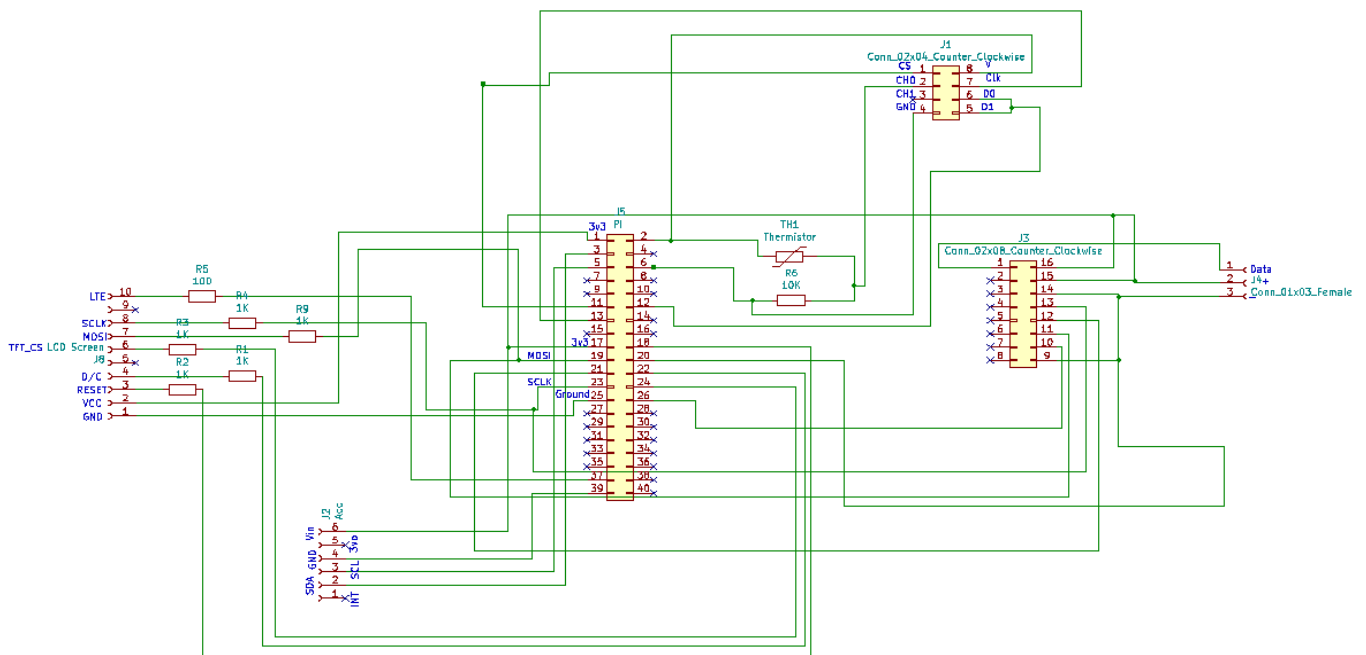 J1
Conn_02x04_Counter_Clockwise
CS 1 8 V
CH0 2 7 Clk
CH1 3 6 D0
GND 4 5 D1
J5
PI
3v3
1 2
3 4
5 6
7 8
9 10
11 12
13 14
15 16
3v3 17 18
MOSI 19 20
21 22
SCLK 23 24
Ground 25 26
27 28
29 30
31 32
33 34
35 36
37 38
39 40
TH1
Thermistor
R6
10K
J3
Conn_02x08_Counter_Clockwise
1 16
2 15
3 14
4 13
5 12
6 11
7 10
8 9
1 Data
2 J4+
3 _ Conn_01x03_Female
R5
100
R4
1K
R9
1K
R3
1K
R1
1K
R2
1K
LTE 10
9
SCLK 8
MOSI 7
TFT_CS LCD Screen 6
J8 5
D/C 4
RESET 3
VCC 2
GND 1
J2
Acc
Vin 6
5 3vo
GND 4
3 SCL
SDA 2
1 INT